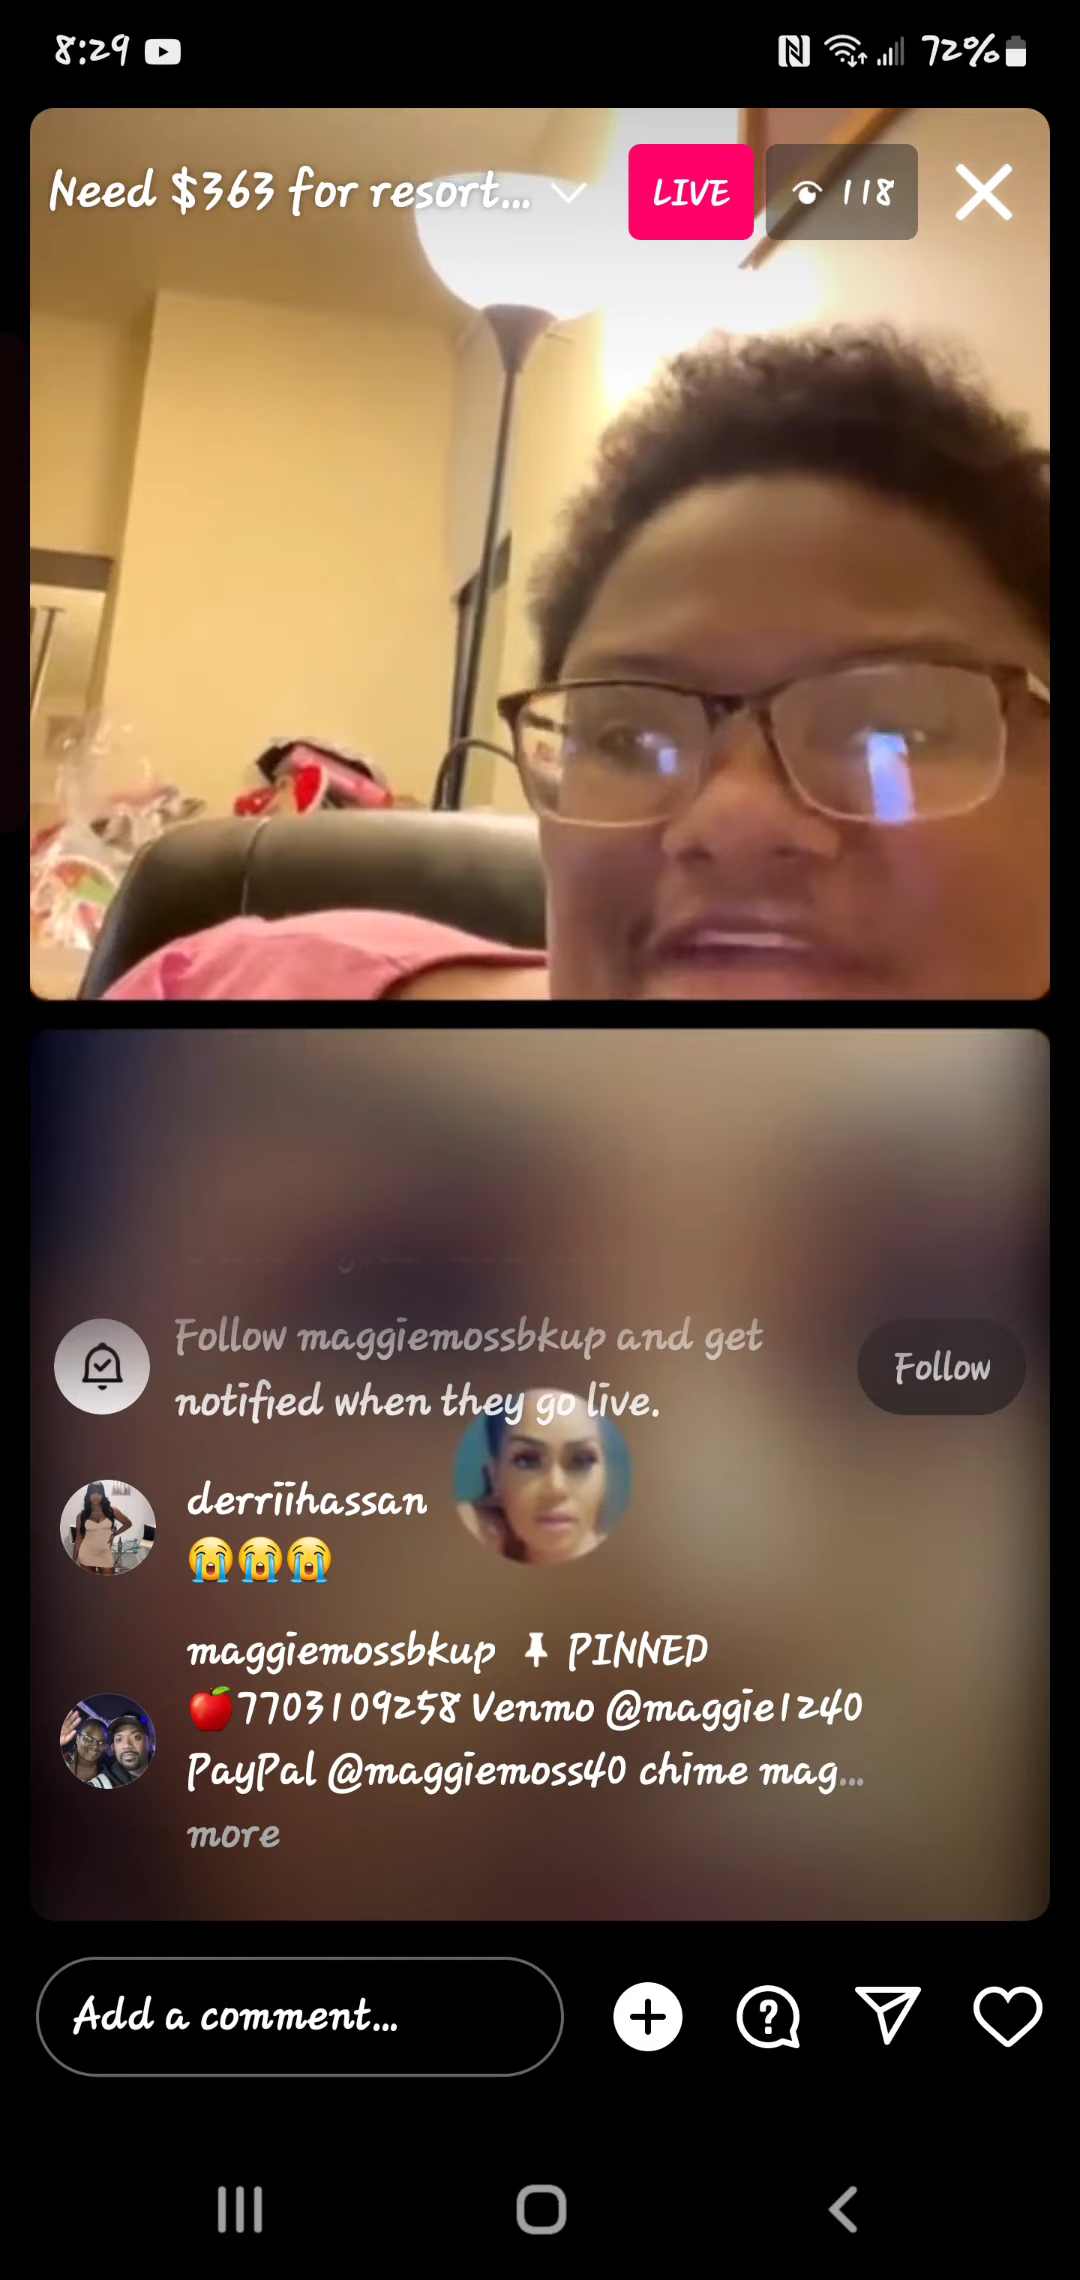 8:29
72%
Need $363 for resort...
LIVE
118
Follow maggiemossbkup and get
notified when they go live.
Follow
derriihassan
😭😭😭
maggiemossbkup 📌 PINNED
🍎7703109258 Venmo @maggie1240
PayPal @maggiemoss40 chime mag...
more
Add a comment...